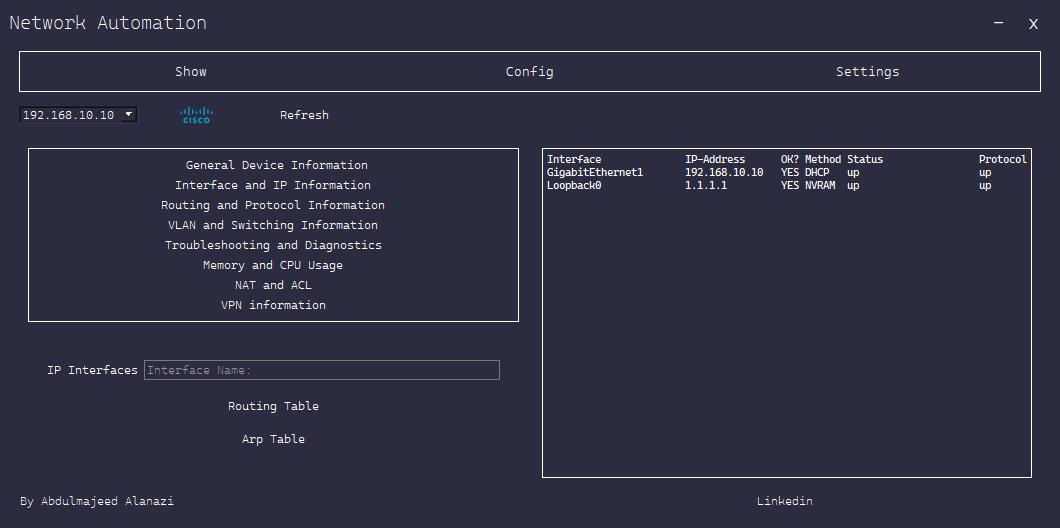 Network Automation – x
Show Config Settings
192.168.10.10 CISCO Refresh
General Device Information
Interface and IP Information
Routing and Protocol Information
VLAN and Switching Information
Troubleshooting and Diagnostics
Memory and CPU Usage
NAT and ACL
VPN information
Interface IP-Address OK? Method Status Protocol
GigabitEthernet1 192.168.10.10 YES DHCP up up
Loopback0 1.1.1.1 YES NVRAM up up
IP Interfaces Interface Name:
Routing Table
Arp Table
By Abdulmajeed Alanazi Linkedin